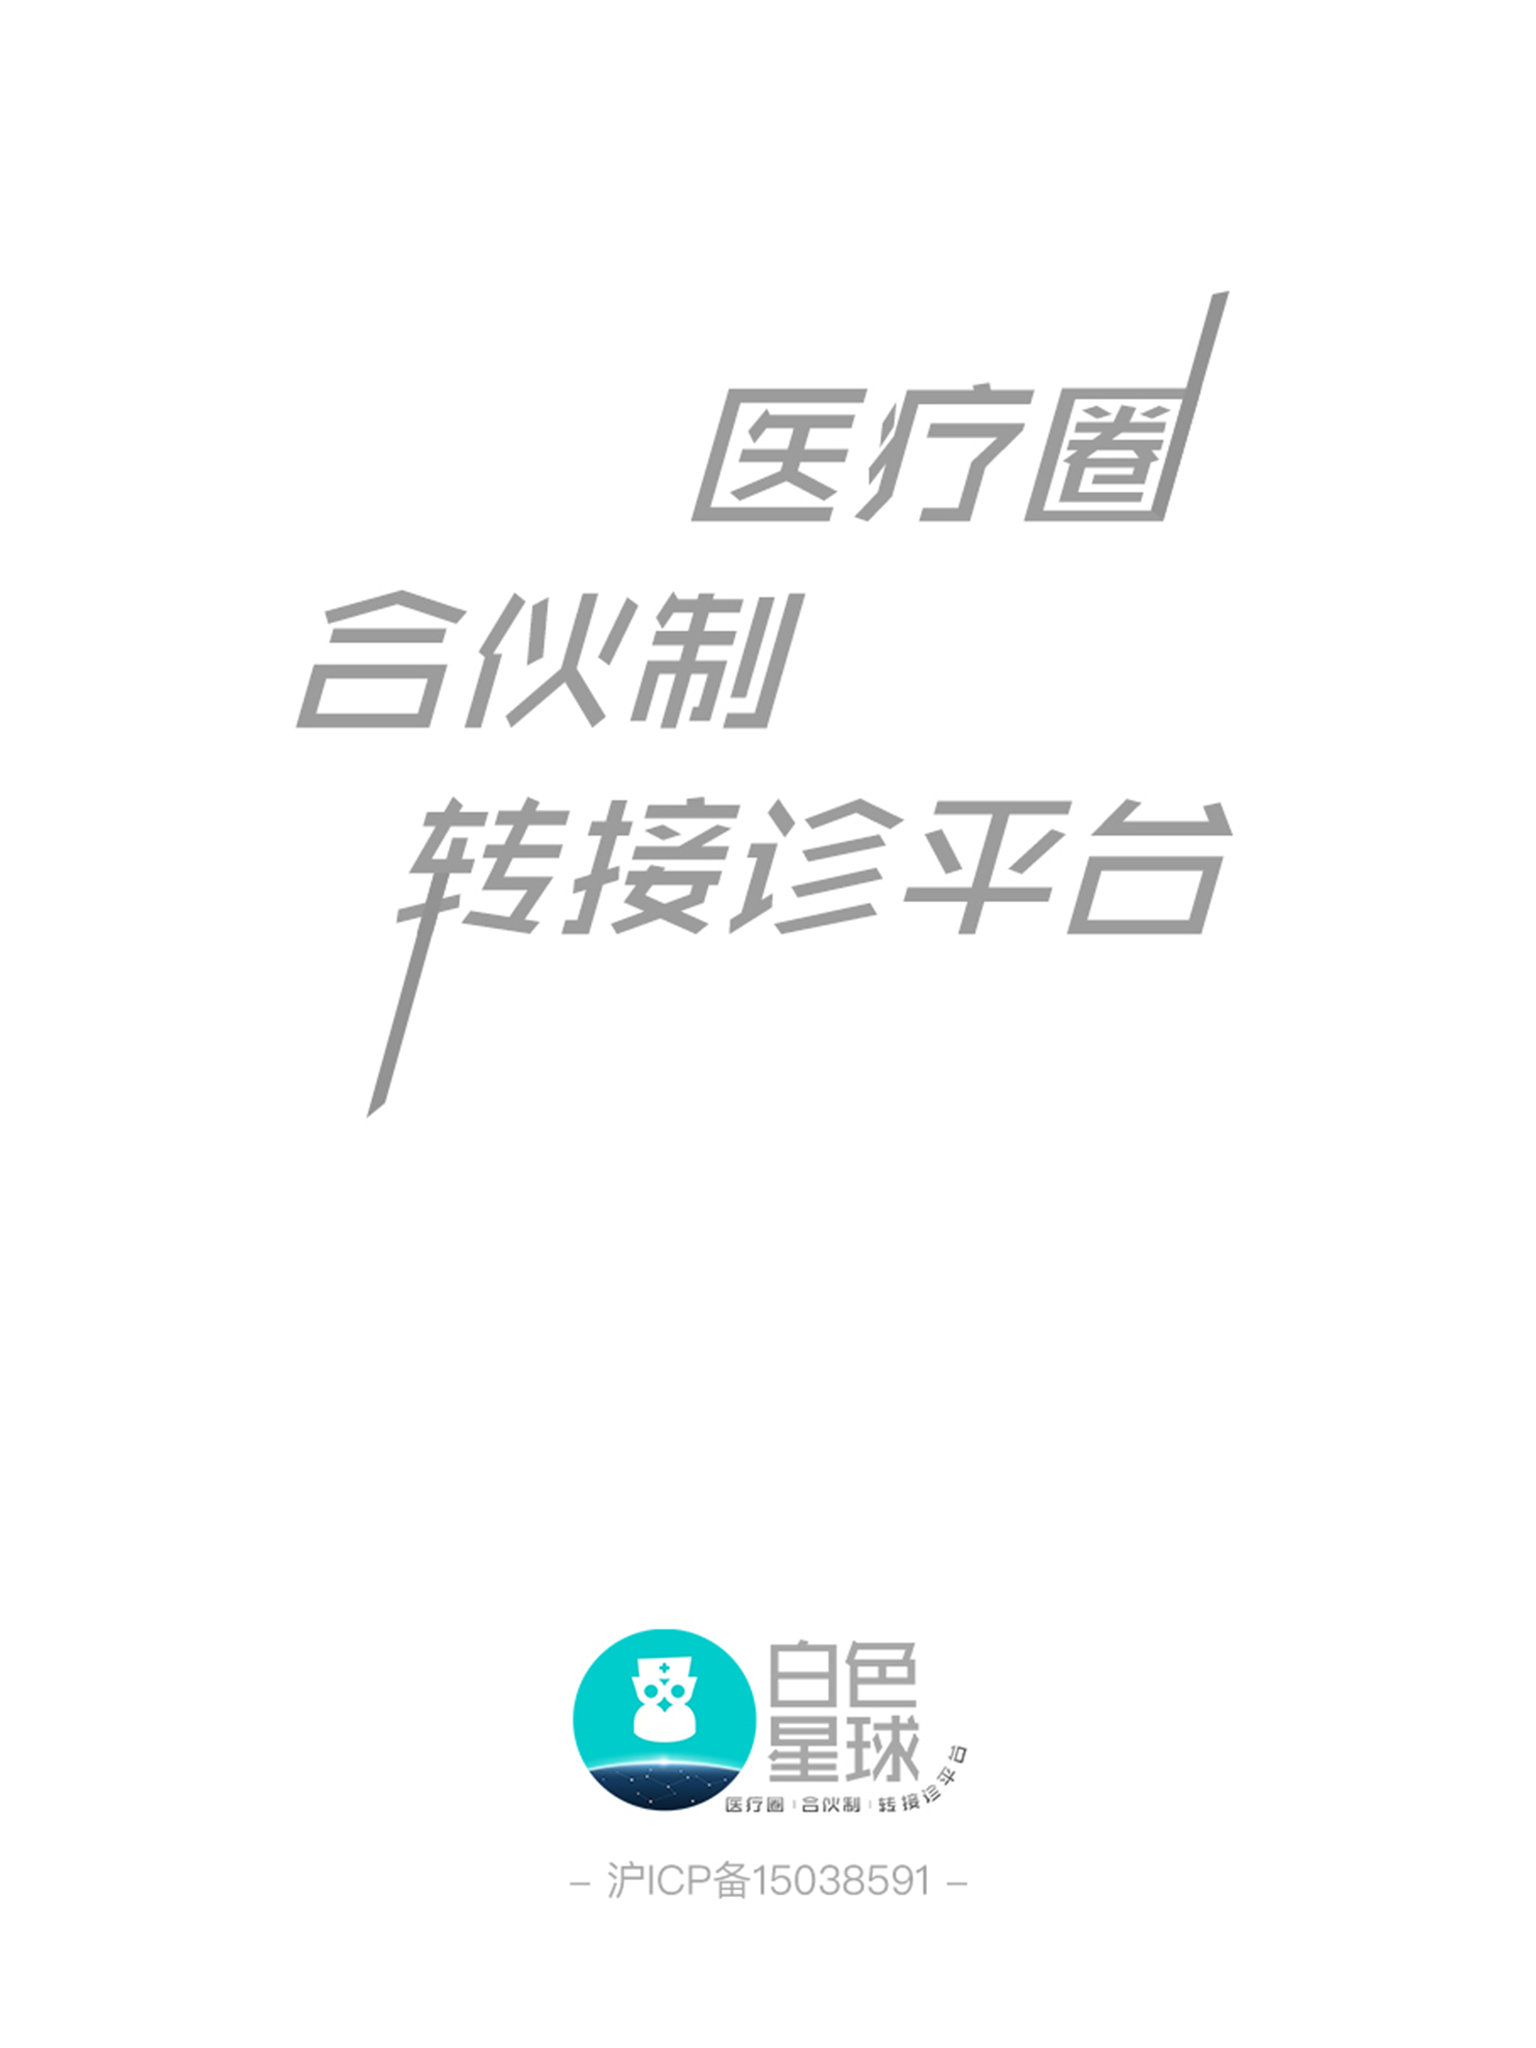 医疗圈
合伙制
转接诊平台
白色
星球
医疗圈 | 合伙制 | 转接诊平台
– 沪ICP备15038591 –